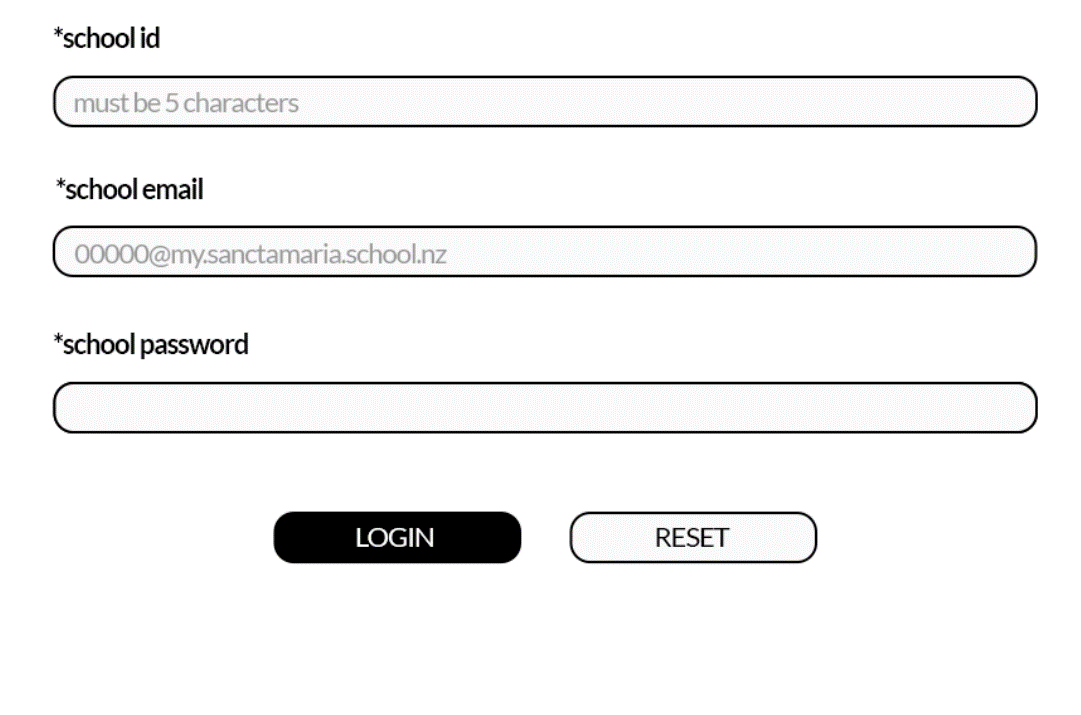 *school id
must be 5 characters
*school email
00000@my.sanctamaria.school.nz
*school password
LOGIN RESET